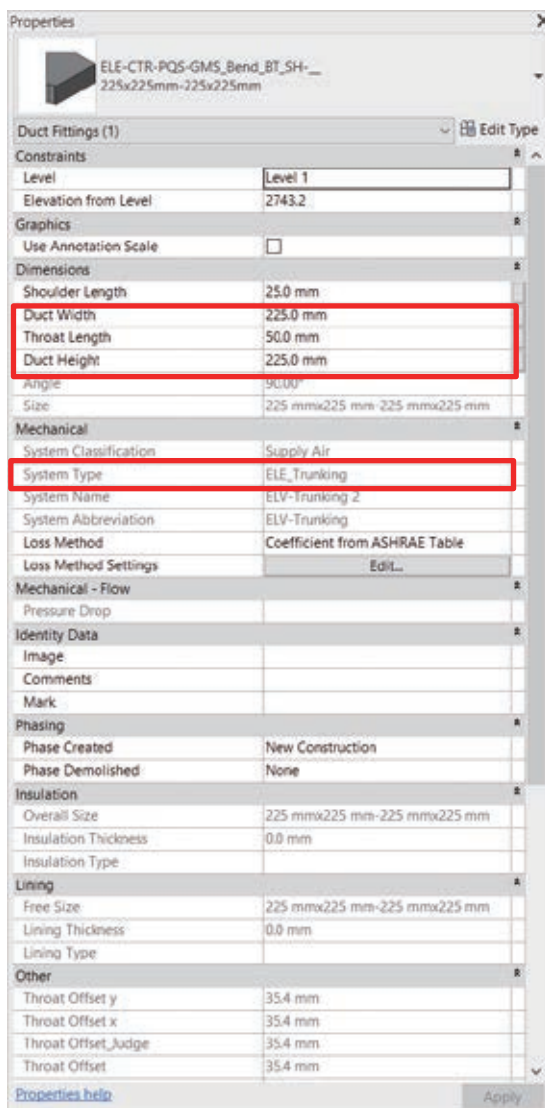 Properties
ELE-CTR-PQS-GMS_Bend_BT_SH-__
225x225mm-225x225mm
Duct Fittings (1) Edit Type
Constraints
Level Level 1
Elevation from Level 2743.2
Graphics
Use Annotation Scale
Dimensions
Shoulder Length 25.0 mm
Duct Width 225.0 mm
Throat Length 50.0 mm
Duct Height 225.0 mm
Angle 90.00°
Size 225 mmx225 mm-225 mmx225 mm
Mechanical
System Classification Supply Air
System Type ELE_Trunking
System Name ELV-Trunking 2
System Abbreviation ELV-Trunking
Loss Method Coefficient from ASHRAE Table
Loss Method Settings Edit...
Mechanical - Flow
Pressure Drop
Identity Data
Image
Comments
Mark
Phasing
Phase Created New Construction
Phase Demolished None
Insulation
Overall Size 225 mmx225 mm-225 mmx225 mm
Insulation Thickness 0.0 mm
Insulation Type
Lining
Free Size 225 mmx225 mm-225 mmx225 mm
Lining Thickness 0.0 mm
Lining Type
Other
Throat Offset y 35.4 mm
Throat Offset x 35.4 mm
Throat Offset_Judge 35.4 mm
Throat Offset 35.4 mm
Properties help Apply